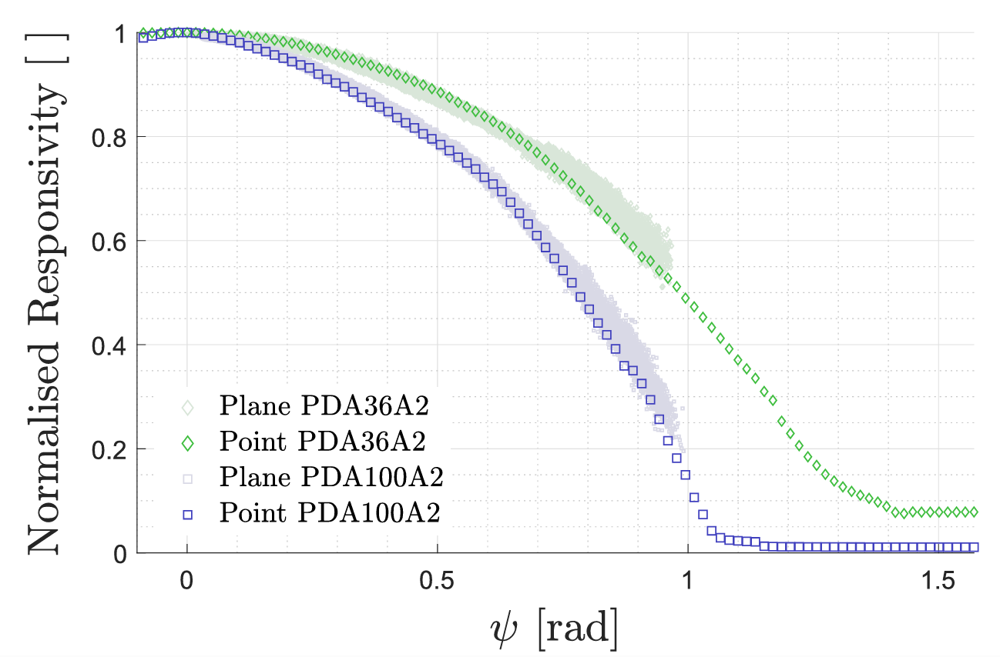 Normalised Responsivity [ ]
1
0.8
0.6
0.4
0.2
0
Plane PDA36A2
Point PDA36A2
Plane PDA100A2
Point PDA100A2
0 0.5 1 1.5
ψ [rad]